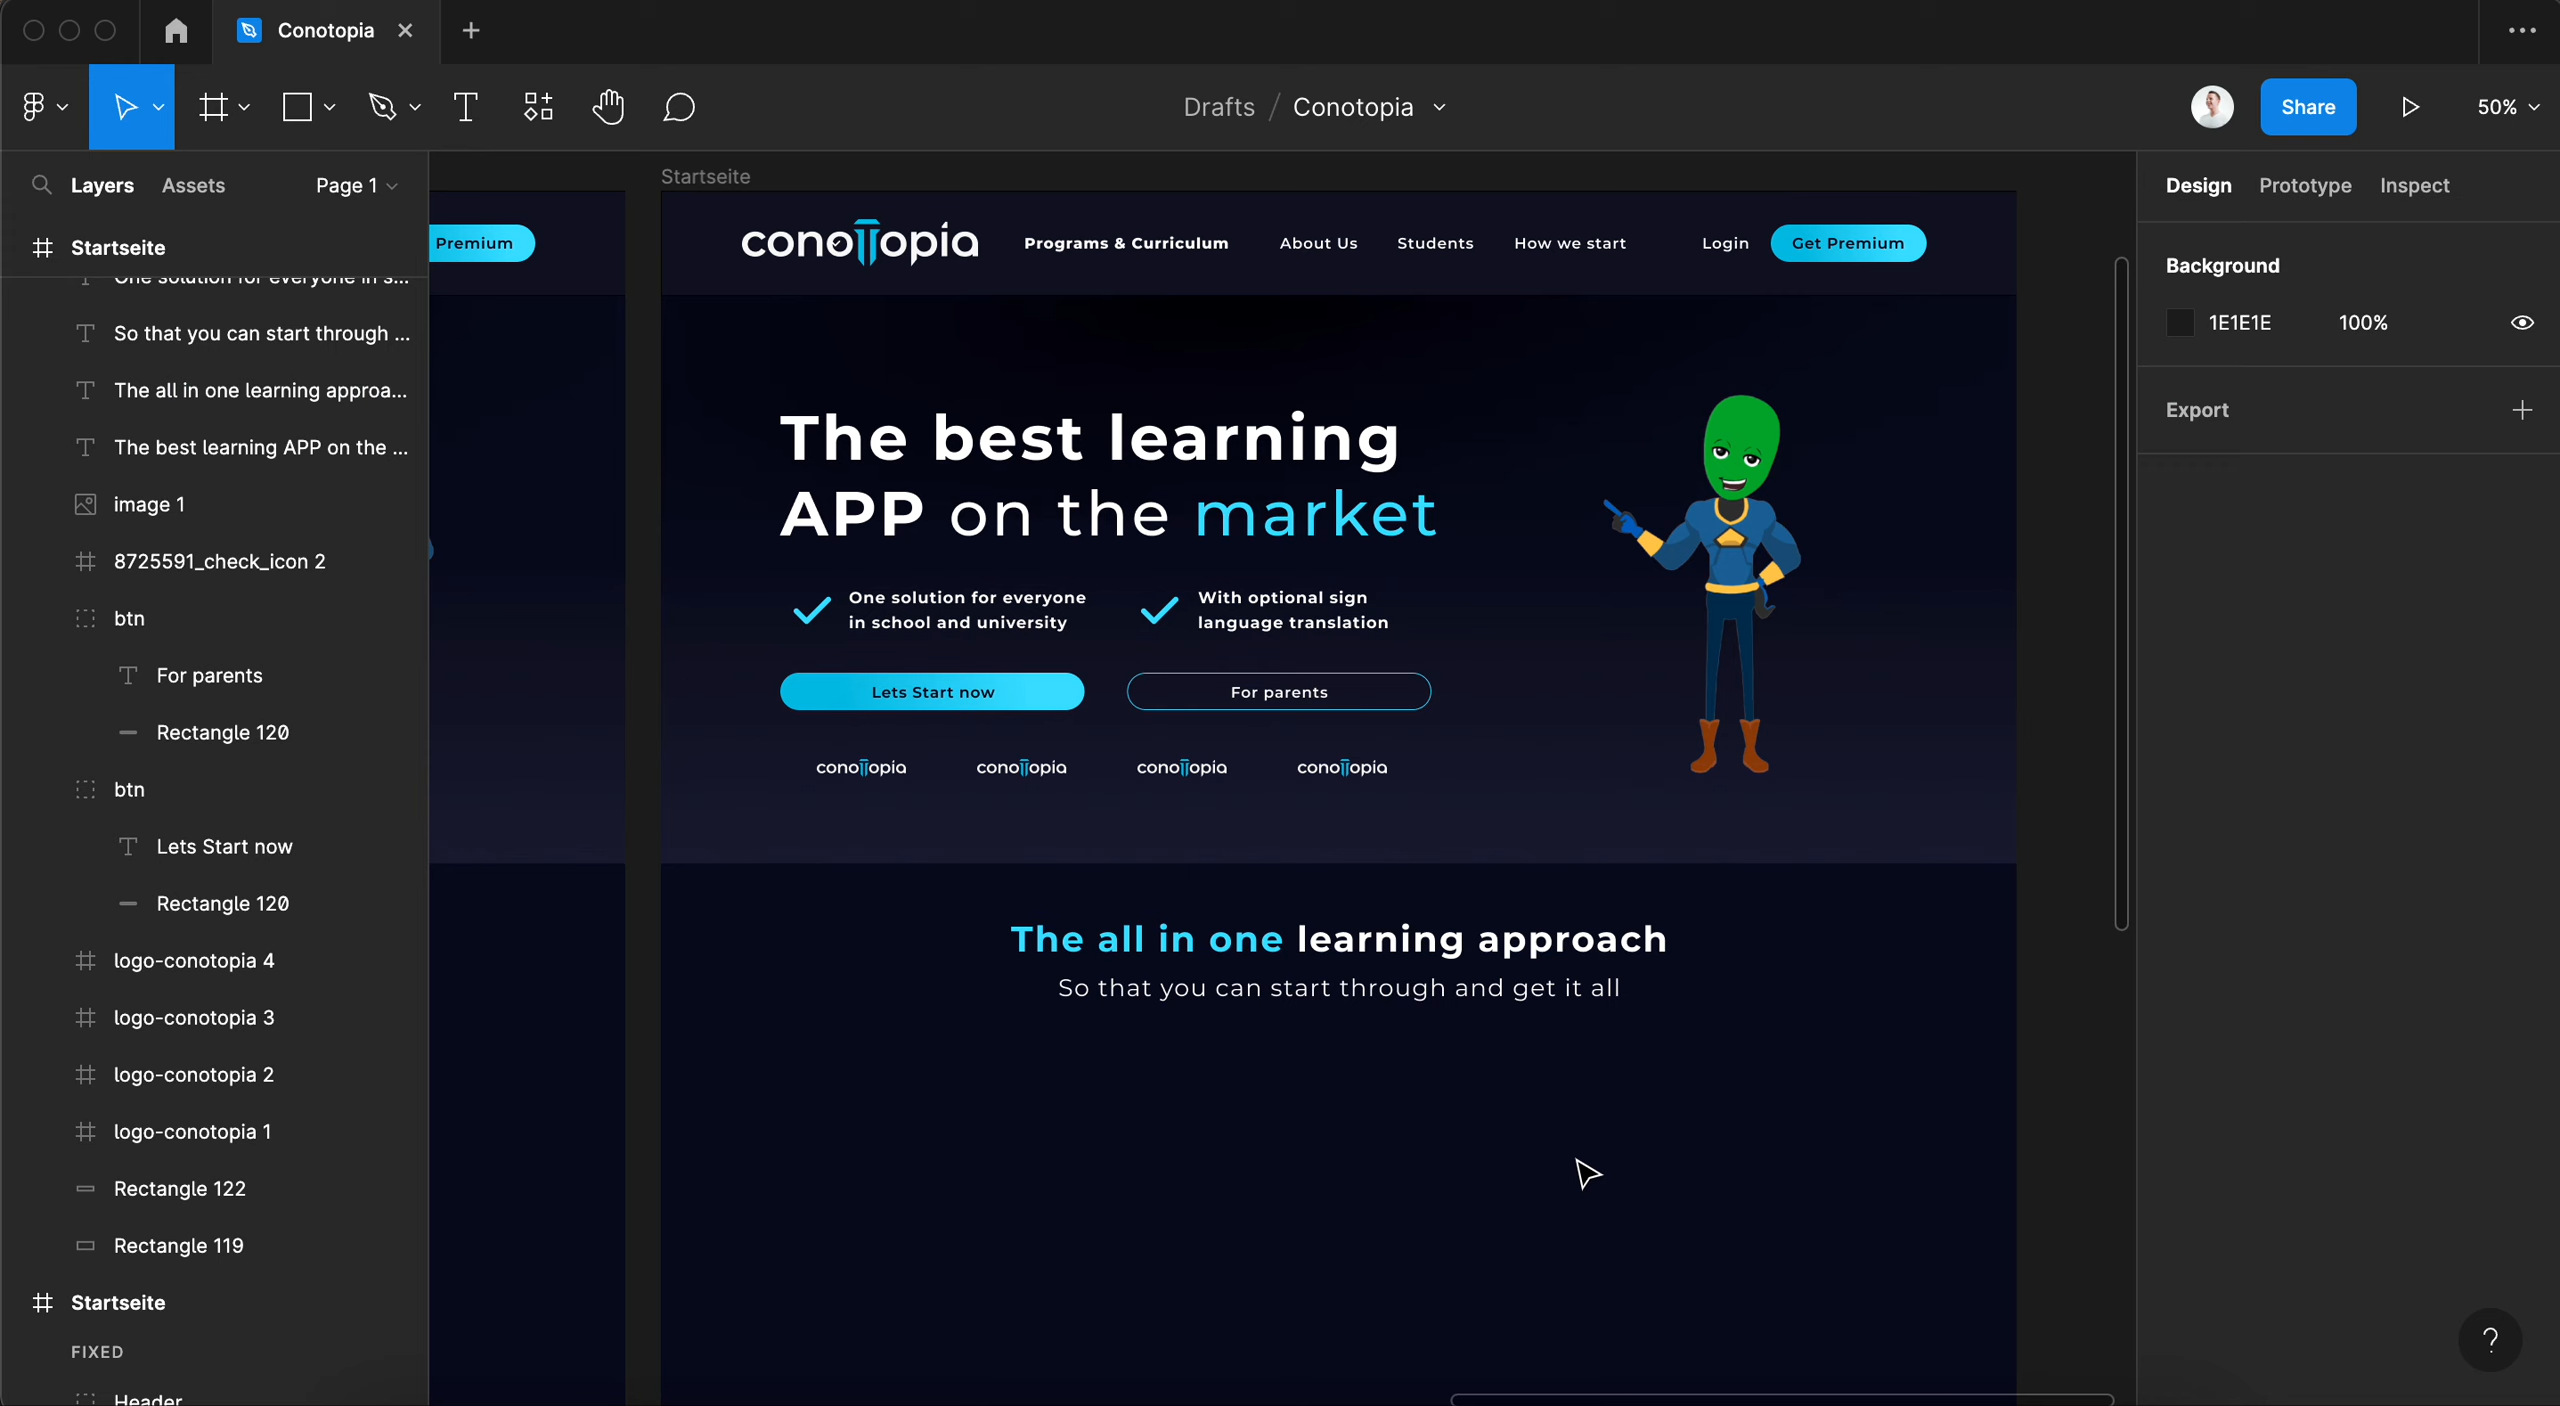 Conotopia
Drafts / Conotopia
Share
50%
Layers
Assets
Page 1
Startseite
One solution for everyone in s...
So that you can start through ...
The all in one learning approa...
The best learning APP on the ...
image 1
8725591_check_icon 2
btn
For parents
Rectangle 120
btn
Lets Start now
Rectangle 120
logo-conotopia 4
logo-conotopia 3
logo-conotopia 2
logo-conotopia 1
Rectangle 122
Rectangle 119
Startseite
FIXED
Header
Premium
Startseite
conotopia
Programs & Curriculum
About Us
Students
How we start
Login
Get Premium
The best learning
APP on the market
One solution for everyone
in school and university
With optional sign
language translation
Lets Start now
For parents
conotopia
conotopia
conotopia
conotopia
The all in one learning approach
So that you can start through and get it all
Design
Prototype
Inspect
Background
1E1E1E
100%
Export
?